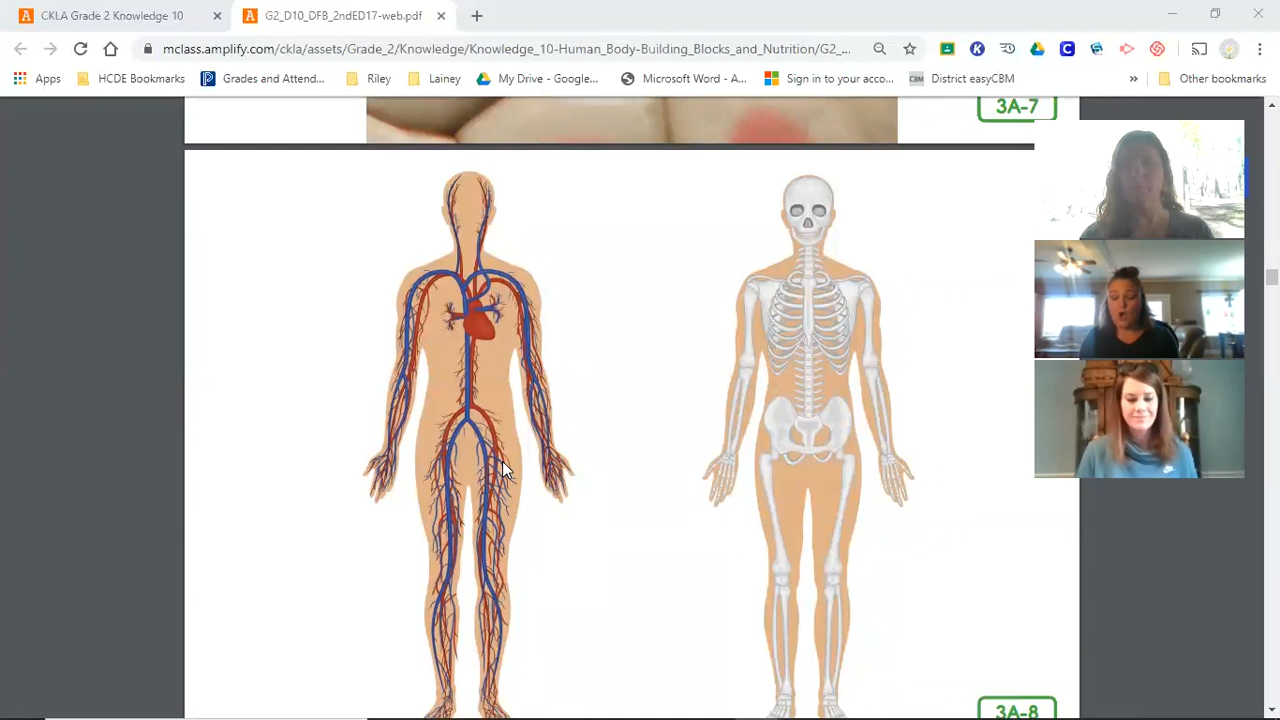 CKLA Grade 2 Knowledge 10
G2_D10_DFB_2ndED17-web.pdf
mclass.amplify.com/ckla/assets/Grade_2/Knowledge/Knowledge_10-Human_Body-Building_Blocks_and_Nutrition/G2_...
Apps
HCDE Bookmarks
Grades and Attend...
Riley
Lainey
My Drive - Google...
Microsoft Word - A...
Sign in to your acco...
CBM
District easyCBM
»
Other bookmarks
3A-7
3A-8